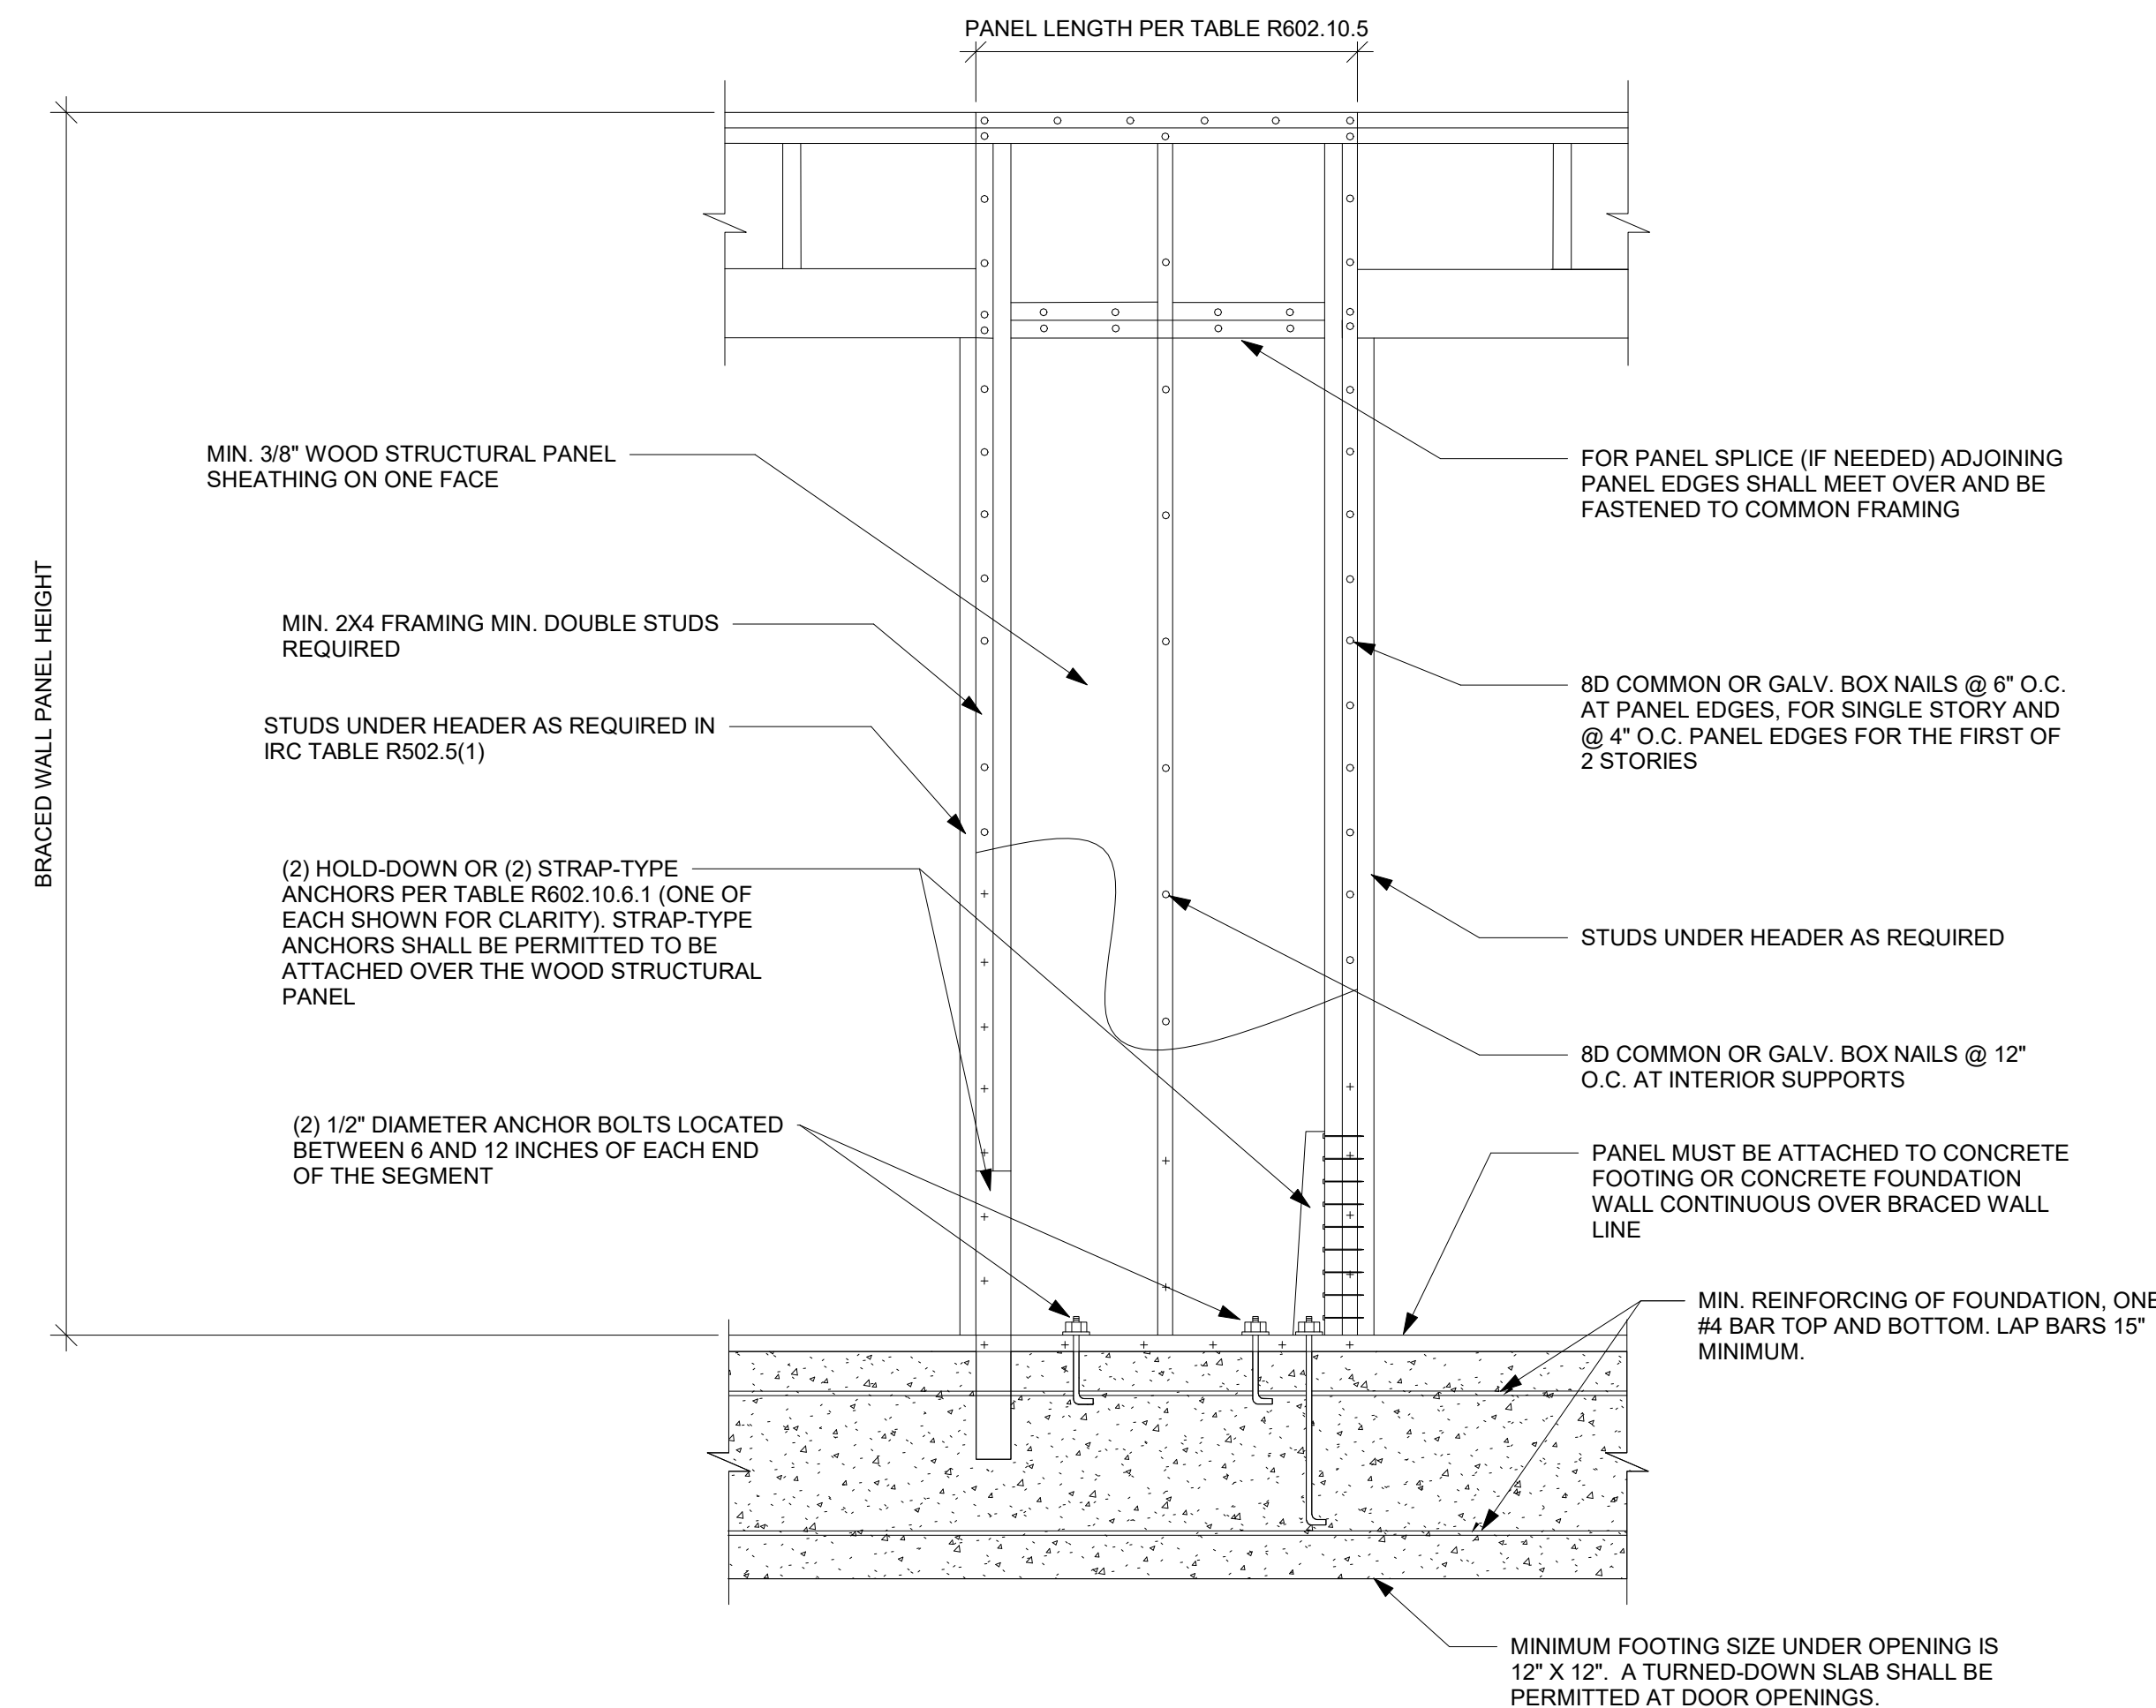 PANEL LENGTH PER TABLE R602.10.5
BRACED WALL PANEL HEIGHT
MIN. 3/8" WOOD STRUCTURAL PANEL
SHEATHING ON ONE FACE
MIN. 2X4 FRAMING MIN. DOUBLE STUDS
REQUIRED
STUDS UNDER HEADER AS REQUIRED IN
IRC TABLE R502.5(1)
(2) HOLD-DOWN OR (2) STRAP-TYPE
ANCHORS PER TABLE R602.10.6.1 (ONE OF
EACH SHOWN FOR CLARITY). STRAP-TYPE
ANCHORS SHALL BE PERMITTED TO BE
ATTACHED OVER THE WOOD STRUCTURAL
PANEL
(2) 1/2" DIAMETER ANCHOR BOLTS LOCATED
BETWEEN 6 AND 12 INCHES OF EACH END
OF THE SEGMENT
FOR PANEL SPLICE (IF NEEDED) ADJOINING
PANEL EDGES SHALL MEET OVER AND BE
FASTENED TO COMMON FRAMING
8D COMMON OR GALV. BOX NAILS @ 6" O.C.
AT PANEL EDGES, FOR SINGLE STORY AND
@ 4" O.C. PANEL EDGES FOR THE FIRST OF
2 STORIES
STUDS UNDER HEADER AS REQUIRED
8D COMMON OR GALV. BOX NAILS @ 12"
O.C. AT INTERIOR SUPPORTS
PANEL MUST BE ATTACHED TO CONCRETE
FOOTING OR CONCRETE FOUNDATION
WALL CONTINUOUS OVER BRACED WALL
LINE
MIN. REINFORCING OF FOUNDATION, ONE
#4 BAR TOP AND BOTTOM. LAP BARS 15"
MINIMUM.
MINIMUM FOOTING SIZE UNDER OPENING IS
12" X 12". A TURNED-DOWN SLAB SHALL BE
PERMITTED AT DOOR OPENINGS.